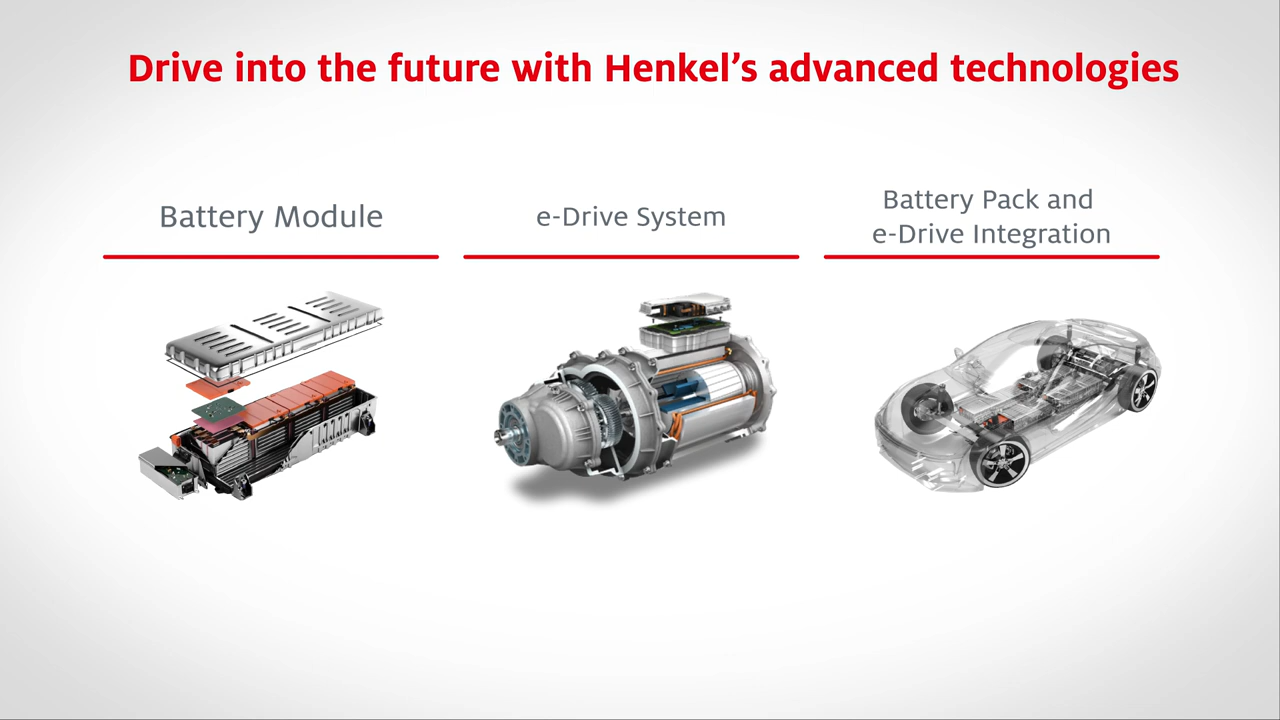 Drive into the future with Henkel’s advanced technologies
Battery Module
e-Drive System
Battery Pack and
e-Drive Integration